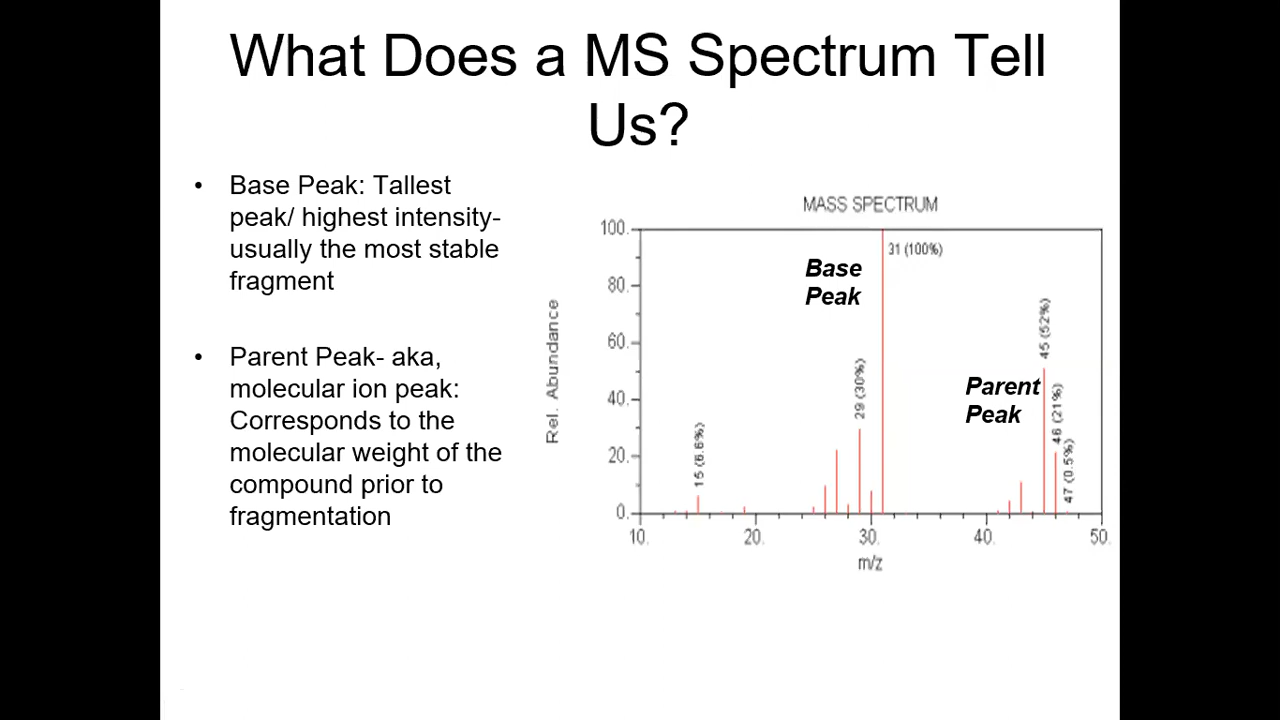 What Does a MS Spectrum Tell
Us?
• Base Peak: Tallest
peak/ highest intensity-
usually the most stable
fragment
• Parent Peak- aka,
molecular ion peak:
Corresponds to the
molecular weight of the
compound prior to
fragmentation
MASS SPECTRUM
100.
80.
60.
40.
20.
0.
Rel. Abundance
Base
Peak
31 (100%)
Parent
Peak
15 (6.6%)
29 (30%)
45 (52%)
46 (21%)
47 (0.5%)
10. 20. 30. 40. 50.
m/z